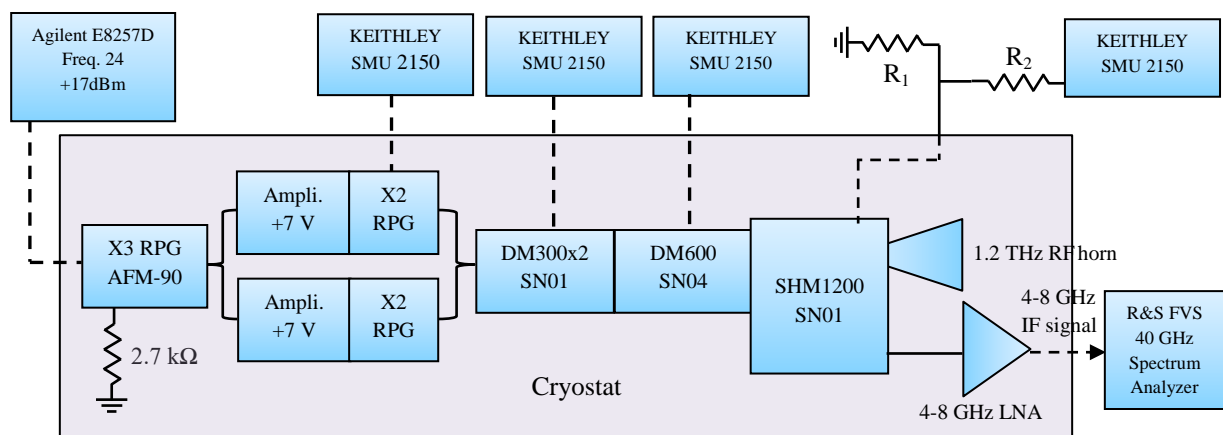 Agilent E8257D
Freq. 24
+17dBm
KEITHLEY
SMU 2150
KEITHLEY
SMU 2150
KEITHLEY
SMU 2150
R1
R2
KEITHLEY
SMU 2150
Ampli.
+7 V
X2
RPG
X3 RPG
AFM-90
2.7 kΩ
Ampli.
+7 V
X2
RPG
DM300x2
SN01
DM600
SN04
SHM1200
SN01
1.2 THz RF horn
4-8 GHz
IF signal
4-8 GHz LNA
R&S FVS
40 GHz
Spectrum
Analyzer
Cryostat